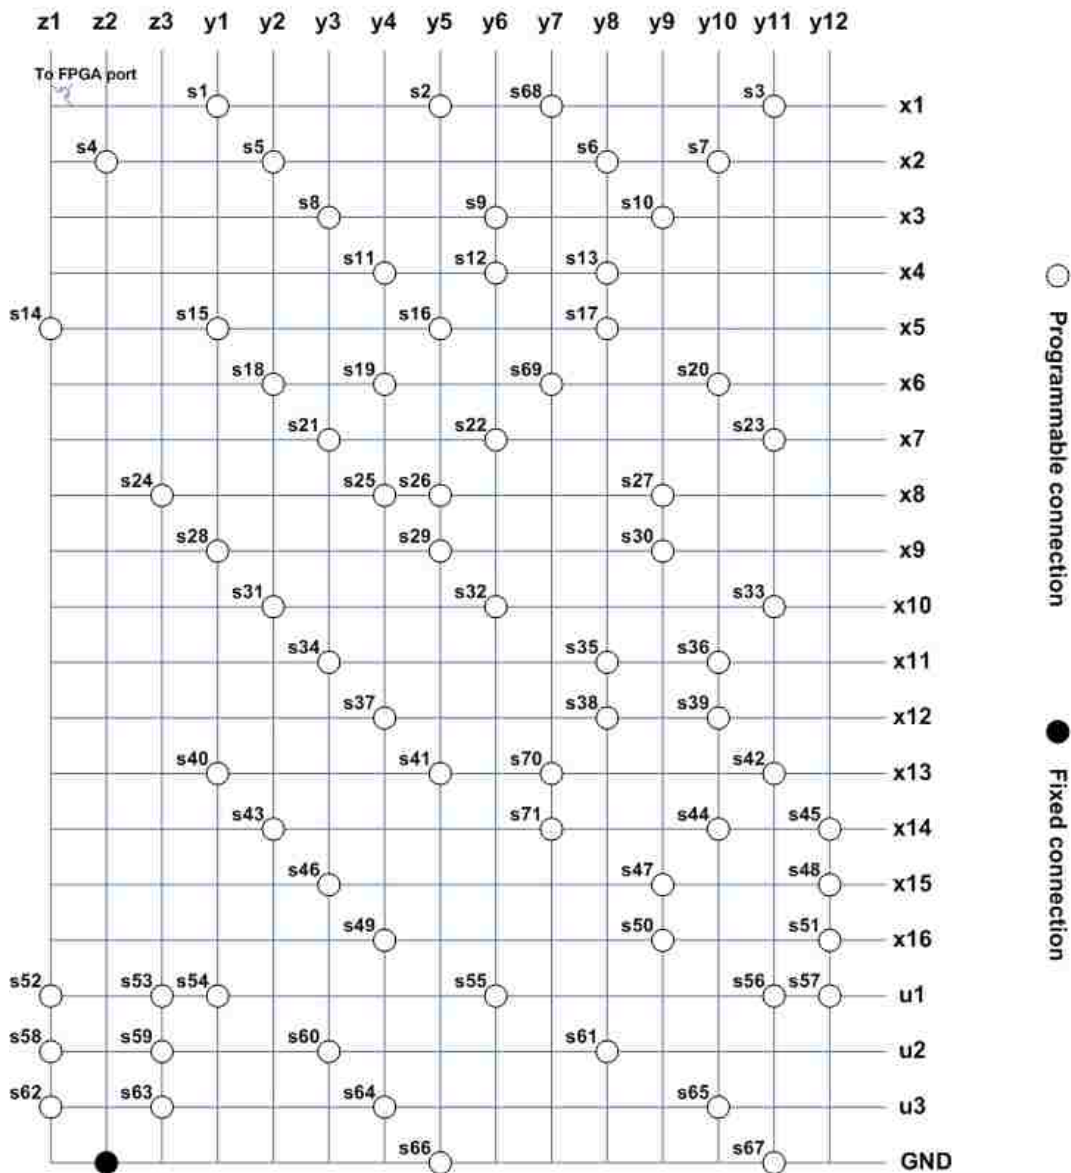 z1 z2 z3 y1 y2 y3 y4 y5 y6 y7 y8 y9 y10 y11 y12
To FPGA port
s1 s2 s68 s3 x1
s4 s5 s6 s7 x2
s8 s9 s10 x3
s11 s12 s13 x4
s14 s15 s16 s17 x5
s18 s19 s69 s20 x6
s21 s22 s23 x7
s24 s25 s26 s27 x8
s28 s29 s30 x9
s31 s32 s33 x10
s34 s35 s36 x11
s37 s38 s39 x12
s40 s41 s70 s42 x13
s43 s71 s44 s45 x14
s46 s47 s48 x15
s49 s50 s51 x16
s52 s53 s54 s55 s56 s57 u1
s58 s59 s60 s61 u2
s62 s63 s64 s65 u3
s66 s67 GND
Programmable connection
Fixed connection